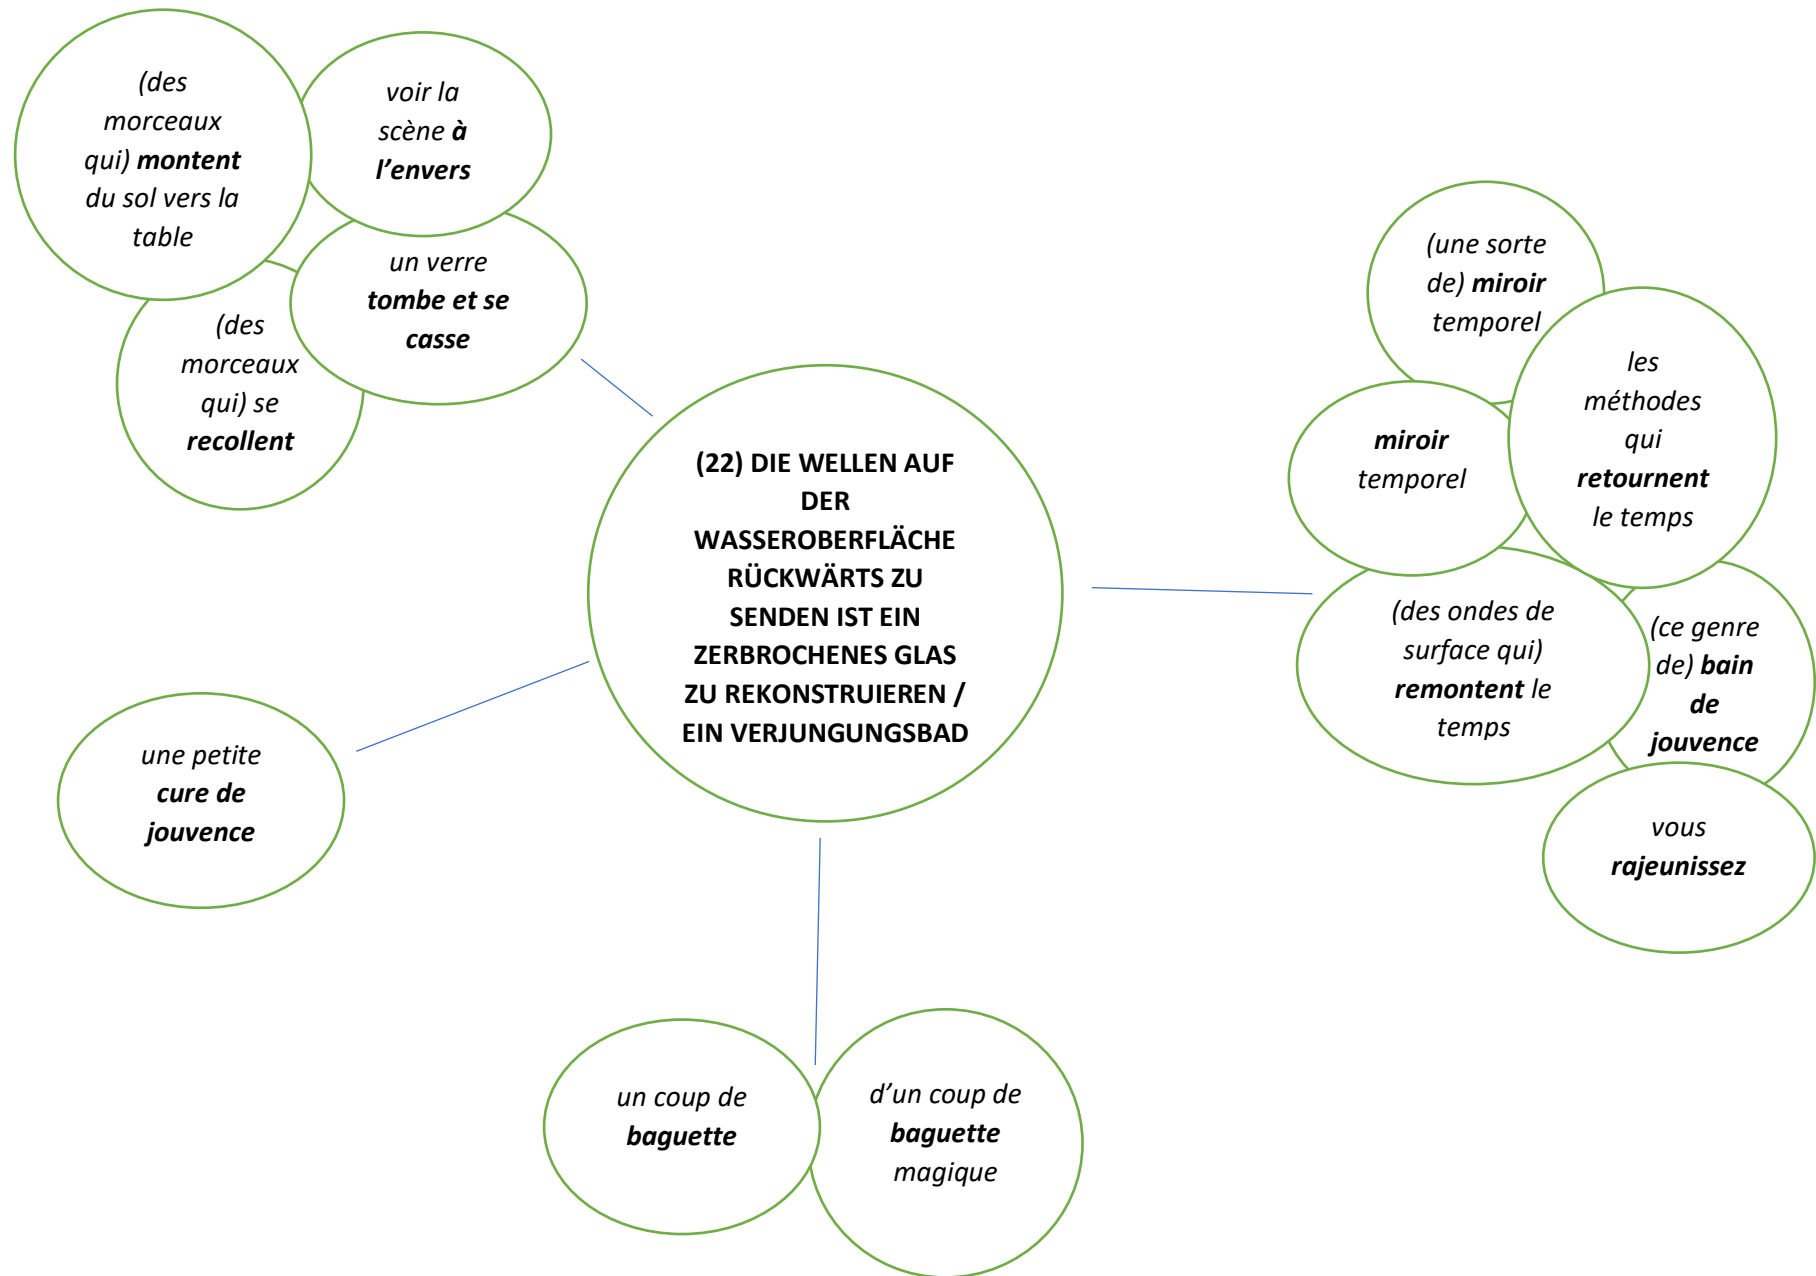 (des
morceaux
qui) montent
du sol vers la
table
voir la
scène à
l’envers
un verre
tombe et se
casse
(des
morceaux
qui) se
recollent
(une sorte
de) miroir
temporel
les
méthodes
qui
retournent
le temps
miroir
temporel
(des ondes de
surface qui)
remontent le
temps
(ce genre
de) bain
de
jouvence
vous
rajeunissez
(22) DIE WELLEN AUF
DER
WASSEROBERFLÄCHE
RÜCKWÄRTS ZU
SENDEN IST EIN
ZERBROCHENES GLAS
ZU REKONSTRUIEREN /
EIN VERJUNGUNGSBAD
une petite
cure de
jouvence
un coup de
baguette
d’un coup de
baguette
magique